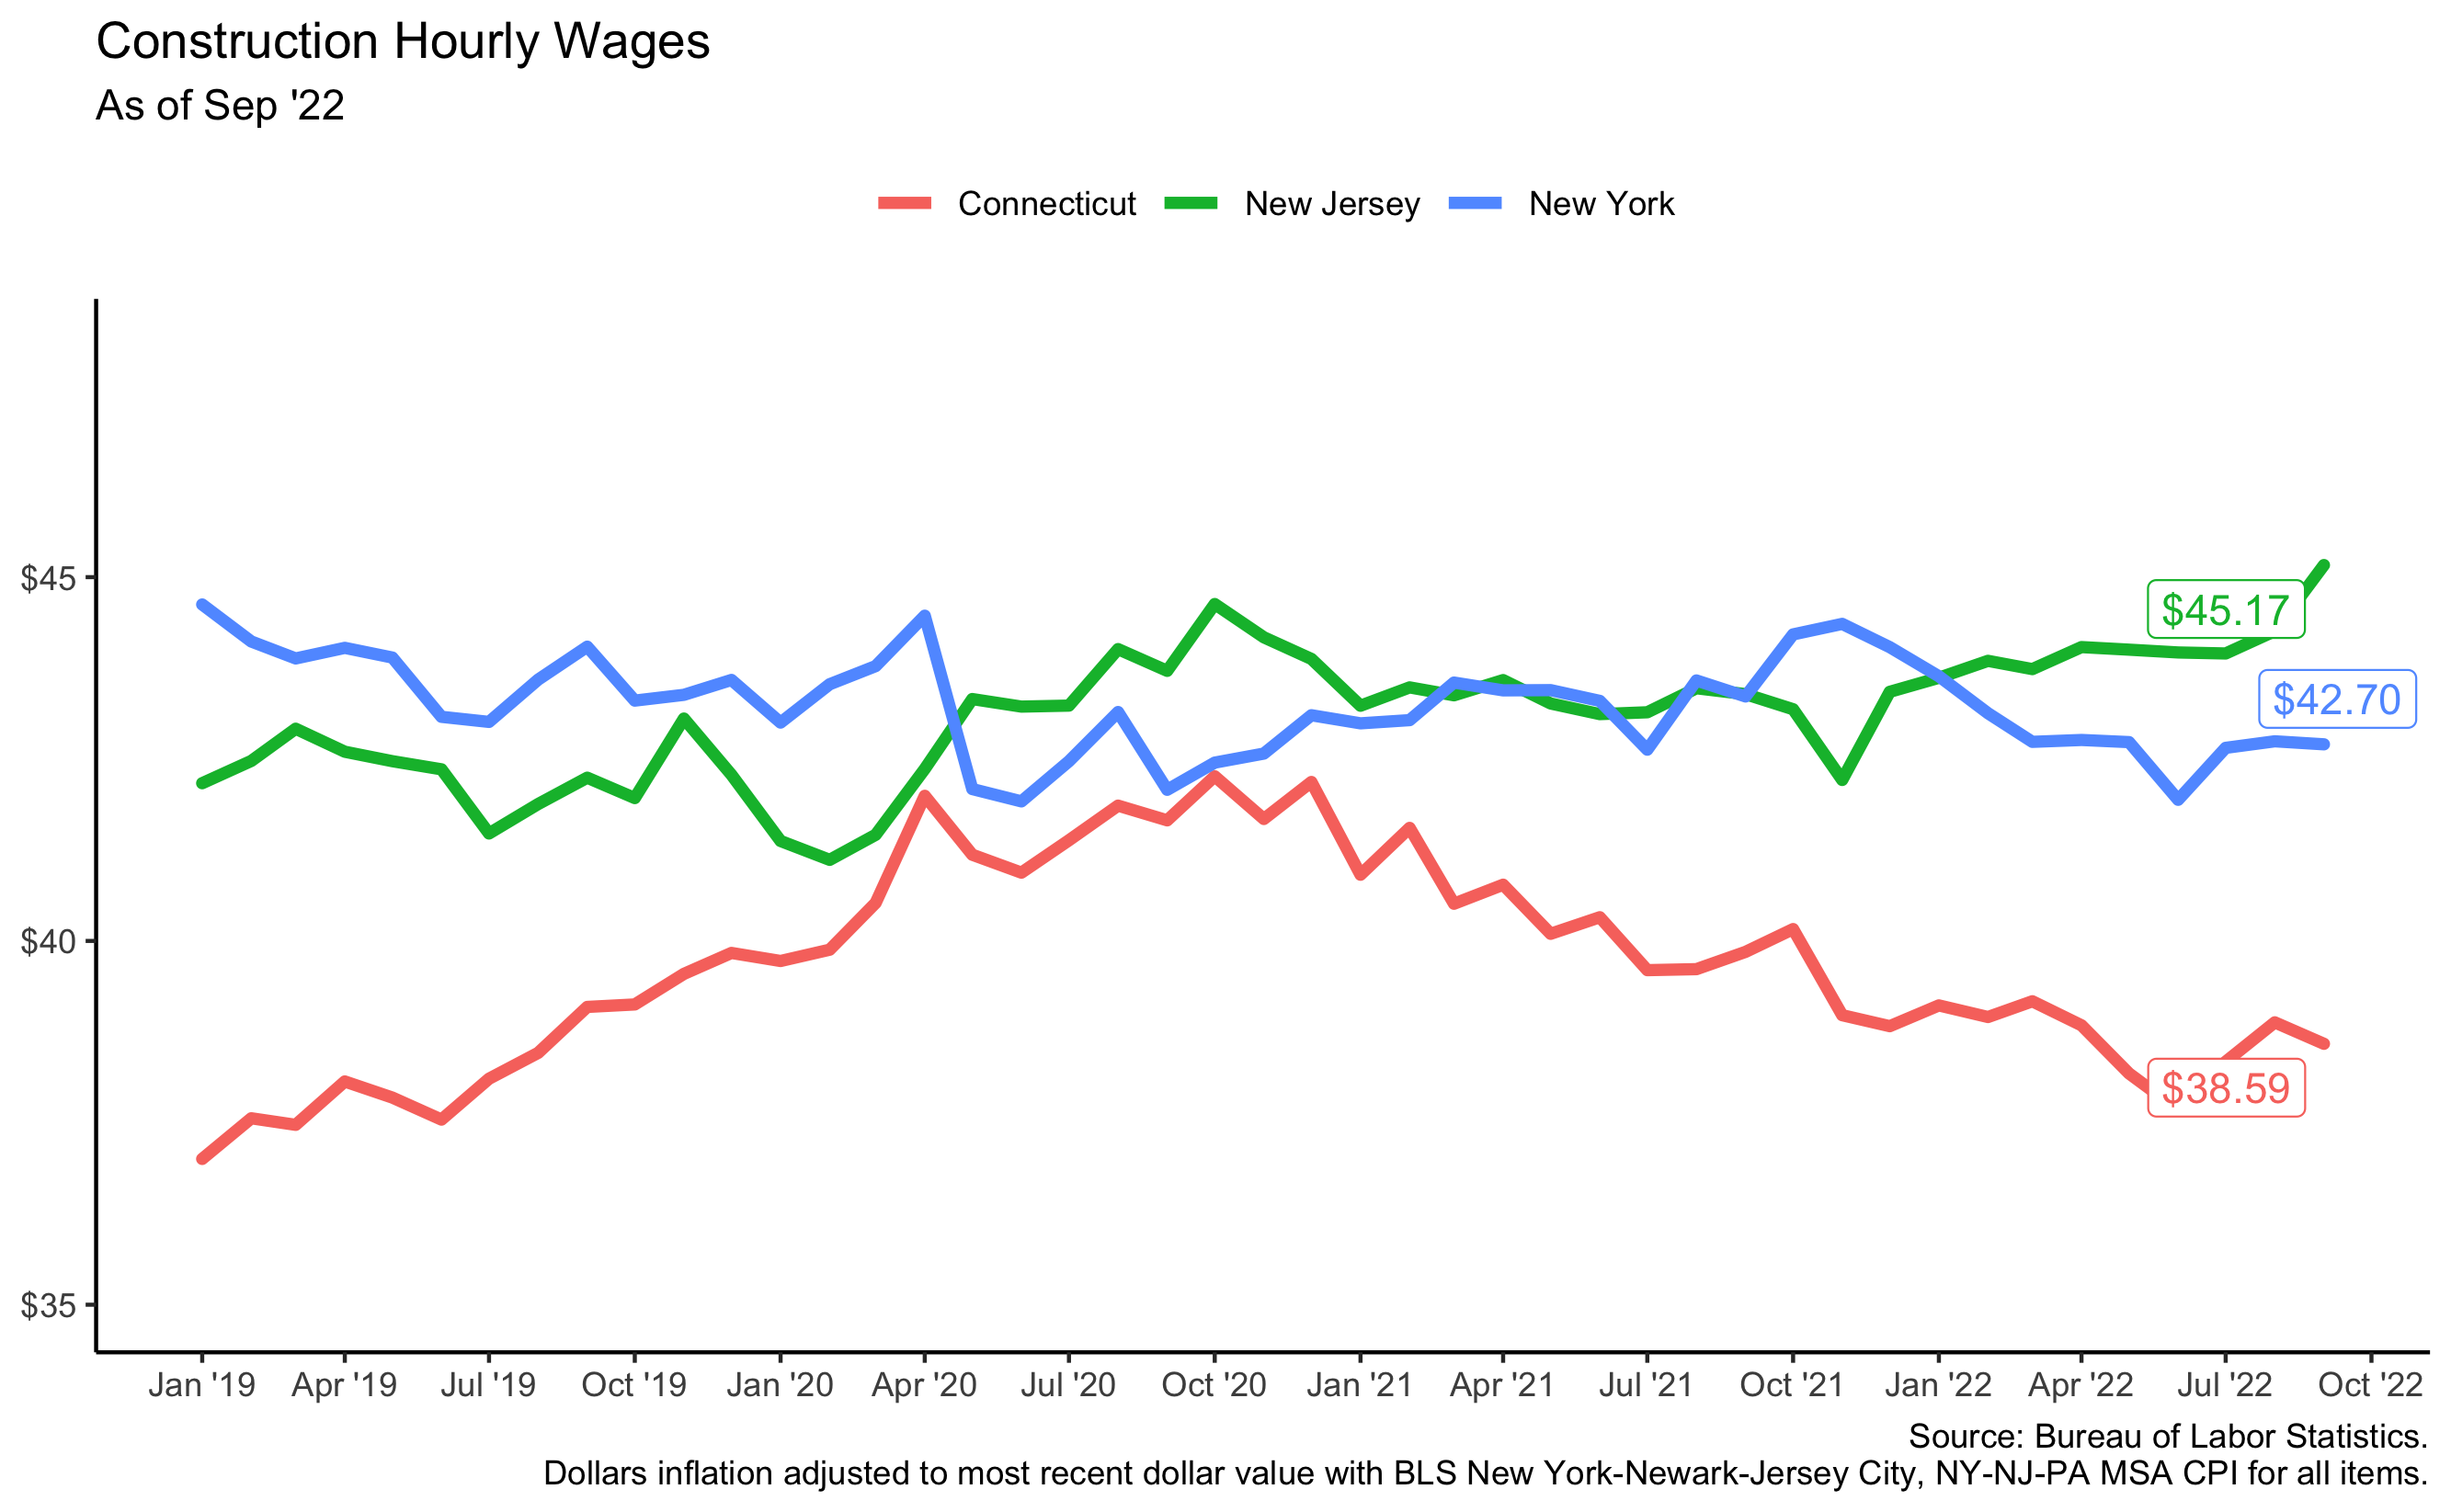 Construction Hourly Wages
As of Sep '22
Connecticut New Jersey New York
$45
$40
$35
$45.17
$42.70
$38.59
Jan '19 Apr '19 Jul '19 Oct '19 Jan '20 Apr '20 Jul '20 Oct '20 Jan '21 Apr '21 Jul '21 Oct '21 Jan '22 Apr '22 Jul '22 Oct '22
Source: Bureau of Labor Statistics.
Dollars inflation adjusted to most recent dollar value with BLS New York-Newark-Jersey City, NY-NJ-PA MSA CPI for all items.